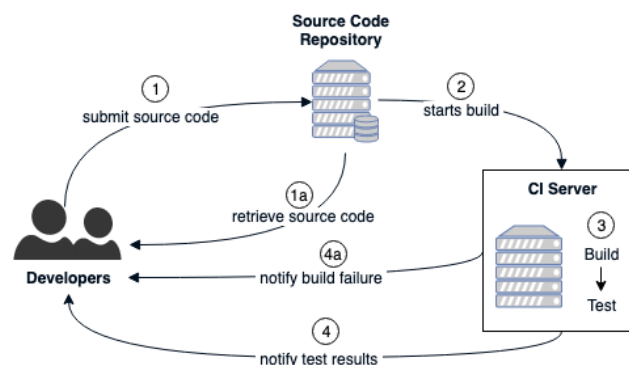 Source Code
Repository
1
submit source code
2
starts build
1a
retrieve source code
CI Server
3
Build
Test
4a
notify build failure
Developers
4
notify test results